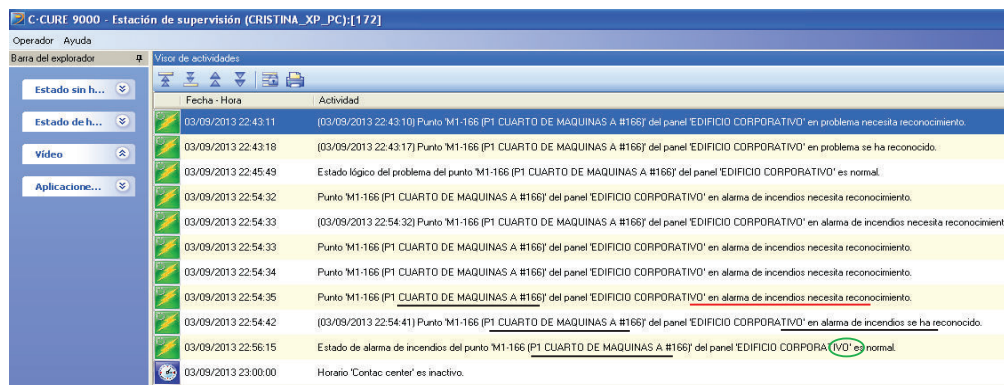 C·CURE 9000 - Estación de supervisión (CRISTINA_XP_PC):[172]
Operador Ayuda
Barra del explorador
Visor de actividades
Estado sin h...
Estado de h...
Vídeo
Aplicacione...
Fecha - Hora Actividad
03/09/2013 22:43:11 (03/09/2013 22:43:10) Punto 'M1-166 (P1 CUARTO DE MAQUINAS A #166)' del panel 'EDIFICIO CORPORATIVO' en problema necesita reconocimiento.
03/09/2013 22:43:18 (03/09/2013 22:43:17) Punto 'M1-166 (P1 CUARTO DE MAQUINAS A #166)' del panel 'EDIFICIO CORPORATIVO' en problema se ha reconocido.
03/09/2013 22:45:49 Estado lógico del problema del punto 'M1-166 (P1 CUARTO DE MAQUINAS A #166)' del panel 'EDIFICIO CORPORATIVO' es normal.
03/09/2013 22:54:32 Punto 'M1-166 (P1 CUARTO DE MAQUINAS A #166)' del panel 'EDIFICIO CORPORATIVO' en alarma de incendios necesita reconocimiento.
03/09/2013 22:54:33 (03/09/2013 22:54:32) Punto 'M1-166 (P1 CUARTO DE MAQUINAS A #166)' del panel 'EDIFICIO CORPORATIVO' en alarma de incendios necesita reconocimient
03/09/2013 22:54:33 Punto 'M1-166 (P1 CUARTO DE MAQUINAS A #166)' del panel 'EDIFICIO CORPORATIVO' en alarma de incendios necesita reconocimiento.
03/09/2013 22:54:34 Punto 'M1-166 (P1 CUARTO DE MAQUINAS A #166)' del panel 'EDIFICIO CORPORATIVO' en alarma de incendios necesita reconocimiento.
03/09/2013 22:54:35 Punto 'M1-166 (P1 CUARTO DE MAQUINAS A #166)' del panel 'EDIFICIO CORPORATIVO' en alarma de incendios necesita reconocimiento.
03/09/2013 22:54:42 (03/09/2013 22:54:41) Punto 'M1-166 (P1 CUARTO DE MAQUINAS A #166)' del panel 'EDIFICIO CORPORATIVO' en alarma de incendios se ha reconocido.
03/09/2013 22:56:15 Estado de alarma de incendios del punto 'M1-166 (P1 CUARTO DE MAQUINAS A #166)' del panel 'EDIFICIO CORPORATIVO' es normal.
03/09/2013 23:00:00 Horario 'Contac center' es inactivo.